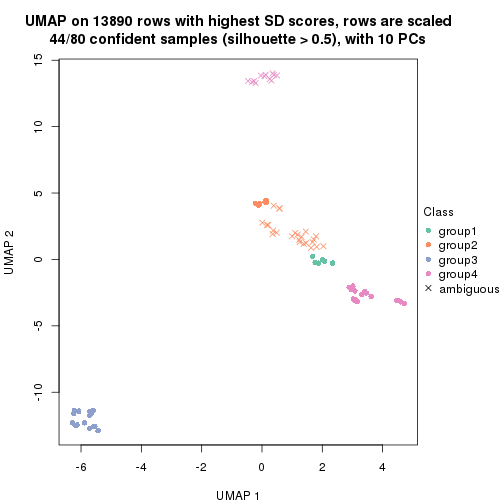 UMAP on 13890 rows with highest SD scores, rows are scaled
44/80 confident samples (silhouette > 0.5), with 10 PCs
15
10
5
0
-5
-10
UMAP 2
-6
-4
-2
0
2
4
UMAP 1
Class
group1
group2
group3
group4
ambiguous